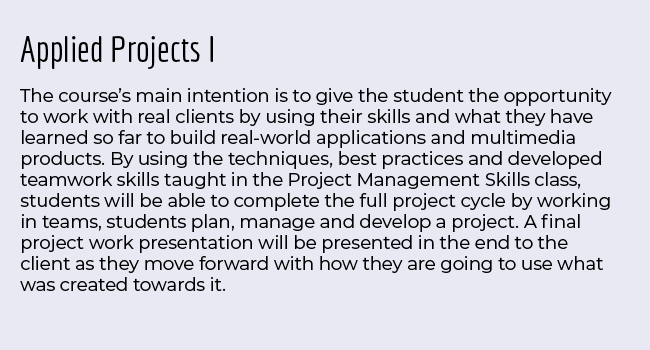 Applied Projects I
The course’s main intention is to give the student the opportunity
to work with real clients by using their skills and what they have
learned so far to build real-world applications and multimedia
products. By using the techniques, best practices and developed
teamwork skills taught in the Project Management Skills class,
students will be able to complete the full project cycle by working
in teams, students plan, manage and develop a project. A final
project work presentation will be presented in the end to the
client as they move forward with how they are going to use what
was created towards it.